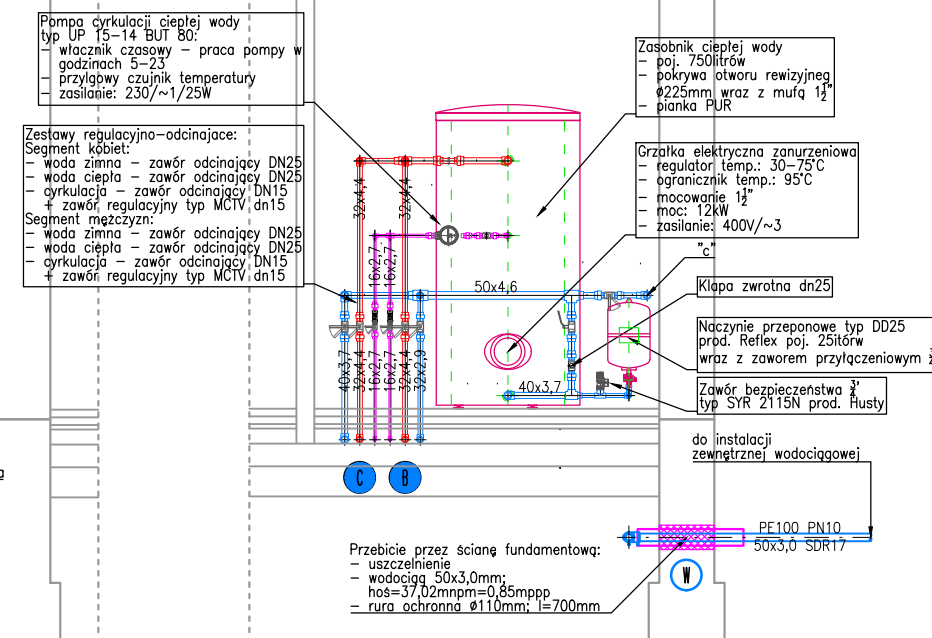 Pompa cyrkulacji ciepłej wody
typ UP 15-14 BUT 80:
- włacznik czasowy - praca pompy w
godzinach 5-23
- przylgowy czujnik temperatury
- zasilanie: 230/~1/25W
Zestawy regulacyjno-odcinajace:
Segment kobiet:
- woda zimna - zawór odcinający DN25
- woda ciepła - zawór odcinający DN25
- cyrkulacja - zawór odcinający DN15
+ zawór regulacyjny typ MCTV dn15
Segment mężczyzn:
- woda zimna - zawór odcinający DN25
- woda ciepła - zawór odcinający DN25
- cyrkulacja - zawór odcinający DN15
+ zawór regulacyjny typ MCTV dn15
Zasobnik ciepłej wody
- poj. 750litrów
- pokrywa otworu rewizyjneg
Ø225mm wraz z mufą 1½"
- pianka PUR
Grzałka elektryczna zanurzeniowa
- regulator temp.: 30-75°C
- ogranicznik temp.: 95°C
- mocowanie 1½"
- moc: 12kW
- zasilanie: 400V/~3
"c"
Klapa zwrotna dn25
Naczynie przeponowe typ DD25
prod. Reflex poj. 25itórw
wraz z zaworem przyłączeniowym
Zawór bezpieczeństwa ¾'
typ SYR 2115N prod. Husty
32x4,4
32x4,4
16x2,7
16x2,7
50x4,6
40x3,7
32x4,4
16x2,7
16x2,7
32x4,4
32x2,9
40x3,7
C
B
do instalacji
zewnętrznej wodociągowej
PE100 PN10
50x3,0 SDR17
W
Przebicie przez ścianę fundamentową:
- uszczelnienie
- wodociąg 50x3,0mm;
hoś=37,02mnpm=0,85mppp
- rura ochronna Ø110mm; l=700mm